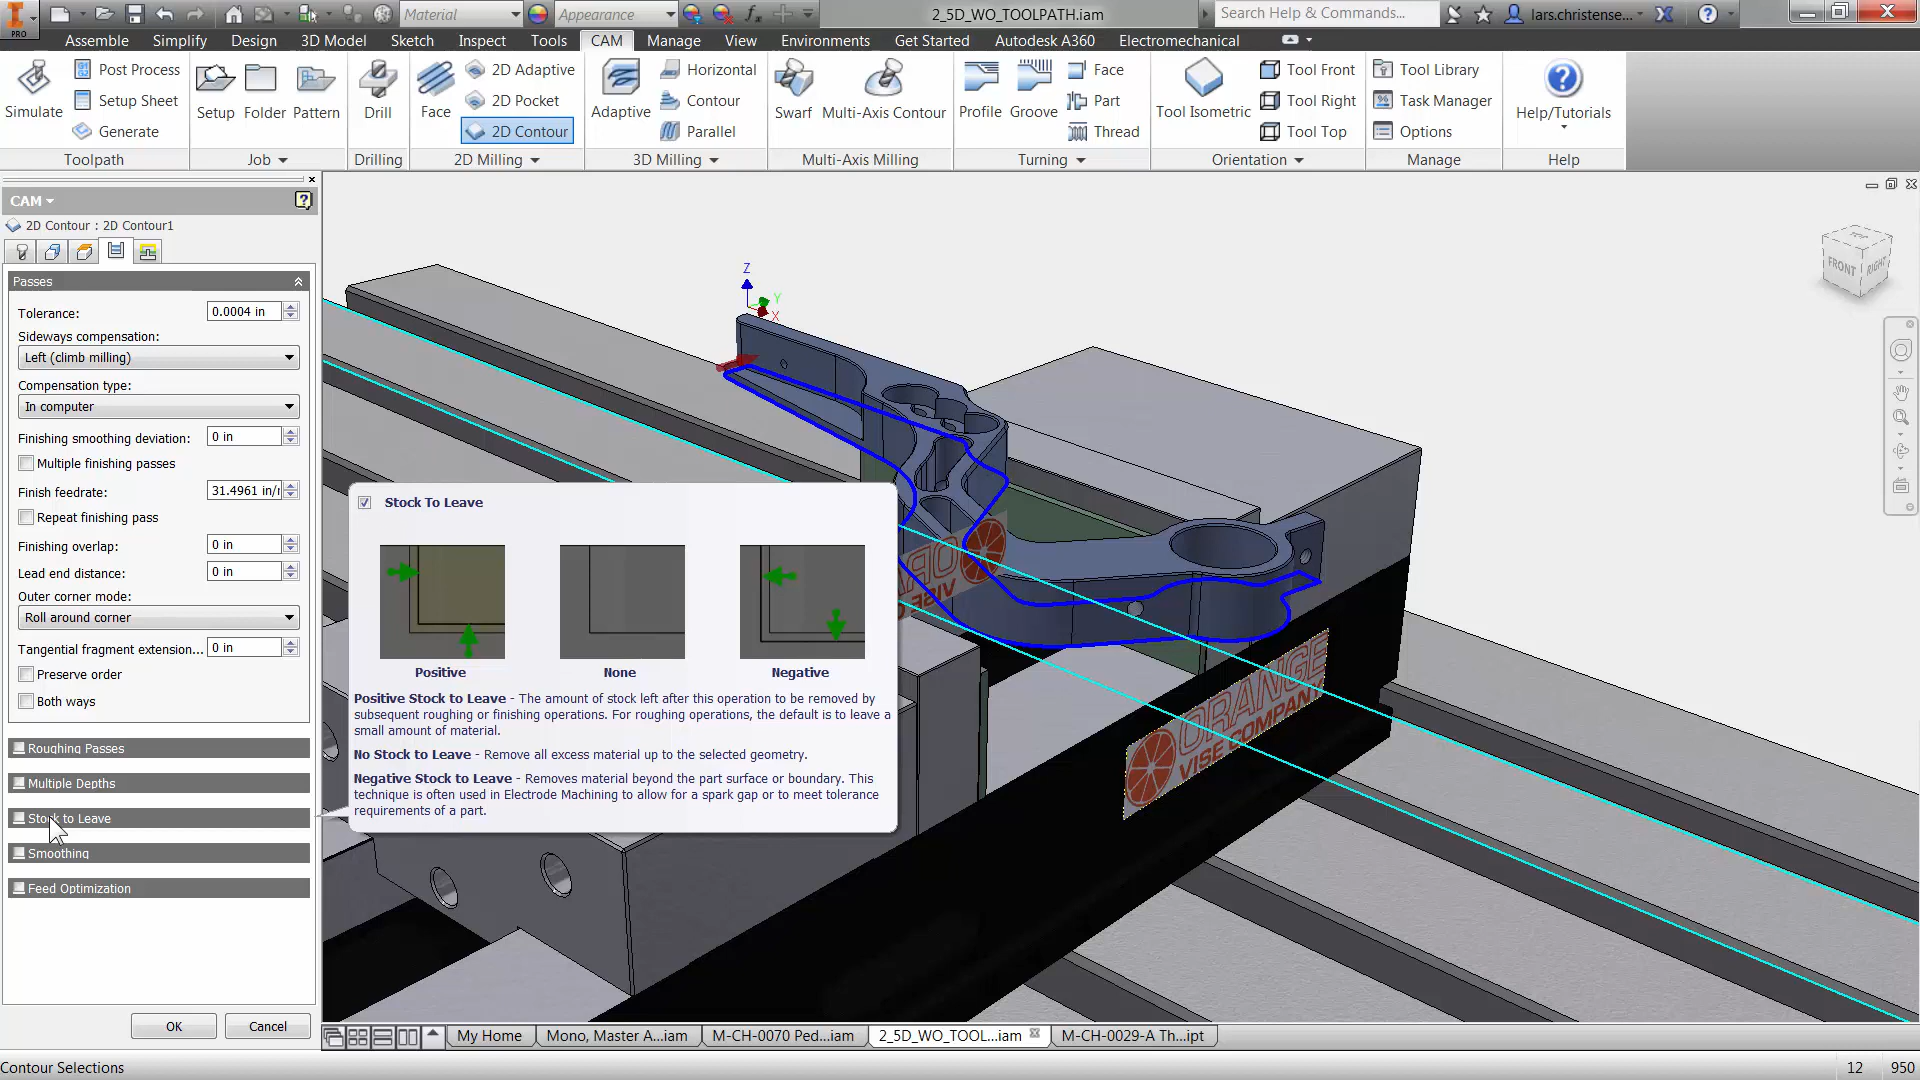 PRO
Material
Appearance
2_5D_WO_TOOLPATH.iam
Search Help & Commands...
lars.christense...
Assemble
Simplify
Design
3D Model
Sketch
Inspect
Tools
CAM
Manage
View
Environments
Get Started
Autodesk A360
Electromechanical
Simulate
Post Process
Setup Sheet
Generate
Toolpath
Setup
Folder
Pattern
Job
Drill
Drilling
Face
2D Adaptive
2D Pocket
2D Contour
2D Milling
Adaptive
Horizontal
Contour
Parallel
3D Milling
Swarf
Multi-Axis Contour
Multi-Axis Milling
Profile
Groove
Face
Part
Thread
Turning
Tool Isometric
Tool Front
Tool Right
Tool Top
Orientation
Tool Library
Task Manager
Options
Manage
Help/Tutorials
Help
CAM
2D Contour : 2D Contour1
Passes
Tolerance: 0.0004 in
Sideways compensation:
Left (climb milling)
Compensation type:
In computer
Finishing smoothing deviation: 0 in
Multiple finishing passes
Finish feedrate: 31.4961 in/r
Repeat finishing pass
Finishing overlap: 0 in
Lead end distance: 0 in
Outer corner mode:
Roll around corner
Tangential fragment extension... 0 in
Preserve order
Both ways
Roughing Passes
Multiple Depths
Stock to Leave
Smoothing
Feed Optimization
OK
Cancel
Stock To Leave
Positive
None
Negative
Positive Stock to Leave - The amount of stock left after this operation to be removed by
subsequent roughing or finishing operations. For roughing operations, the default is to leave a
small amount of material.
No Stock to Leave - Remove all excess material up to the selected geometry.
Negative Stock to Leave - Removes material beyond the part surface or boundary. This
technique is often used in Electrode Machining to allow for a spark gap or to meet tolerance
requirements of a part.
Z
Y
X
TOP
FRONT
RIGHT
ORANGE
VISE COMPANY
My Home
Mono, Master A...iam
M-CH-0070 Ped...iam
2_5D_WO_TOOL...iam
M-CH-0029-A Th...ipt
Contour Selections
12
950